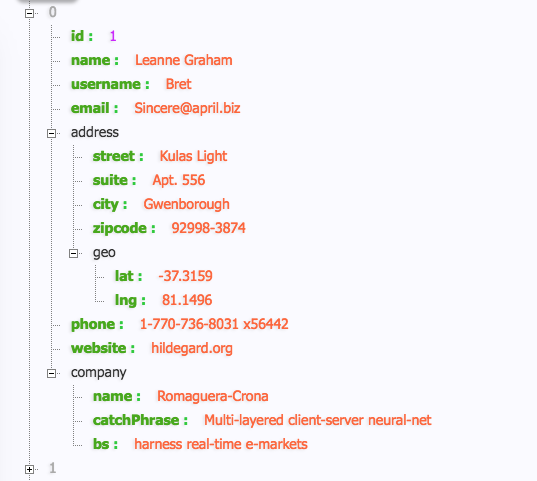 0
id : 1
name : Leanne Graham
username : Bret
email : Sincere@april.biz
address
street : Kulas Light
suite : Apt. 556
city : Gwenborough
zipcode : 92998-3874
geo
lat : -37.3159
lng : 81.1496
phone : 1-770-736-8031 x56442
website : hildegard.org
company
name : Romaguera-Crona
catchPhrase : Multi-layered client-server neural-net
bs : harness real-time e-markets
1